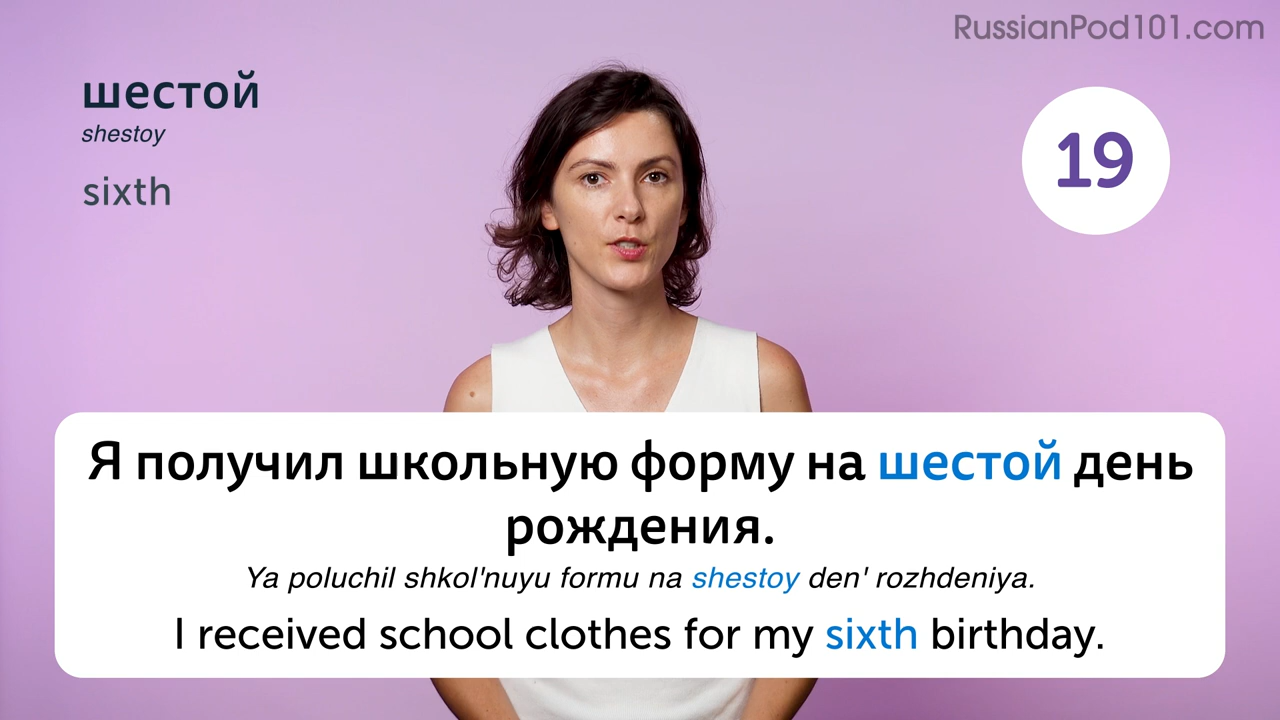 RussianPod101.com
шестой
shestoy
sixth
19
Я получил школьную форму на шестой день
рождения.
Ya poluchil shkol'nuyu formu na shestoy den' rozhdeniya.
I received school clothes for my sixth birthday.